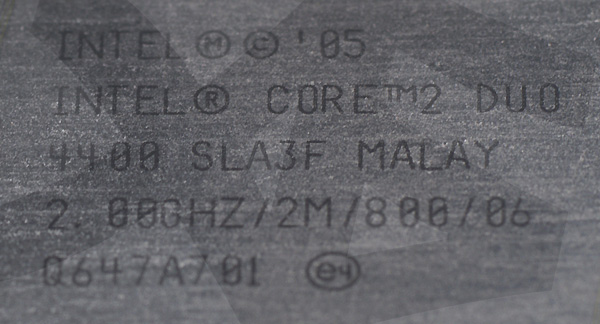 INTEL Ⓜ © '05
INTEL® CORE™2 DUO
4400 SLA3F MALAY
2.00GHZ/2M/800/06
Q647A701 e4